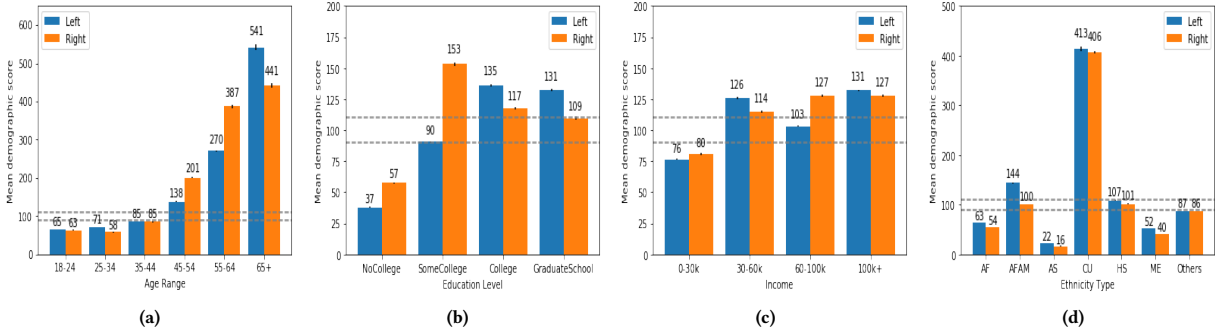 Mean demographic score
600
500
400
300
200
100
0
Left
Right
65
63
71
58
85
85
138
201
270
387
541
441
18-24
25-34
35-44
45-54
55-64
65+
Age Range
(a)
Mean demographic score
200
175
150
125
100
75
50
25
0
Left
Right
37
57
90
153
135
117
131
109
NoCollege
SomeCollege
College
GraduateSchool
Education Level
(b)
Mean demographic score
200
175
150
125
100
75
50
25
0
Left
Right
76
80
126
114
103
127
131
127
0-30k
30-60k
60-100k
100k+
Income
(c)
Mean demographic score
500
400
300
200
100
0
Left
Right
63
54
144
100
22
16
413
406
107
101
52
40
87
86
AF
AFAM
AS
CU
HS
ME
Others
Ethnicity Type
(d)